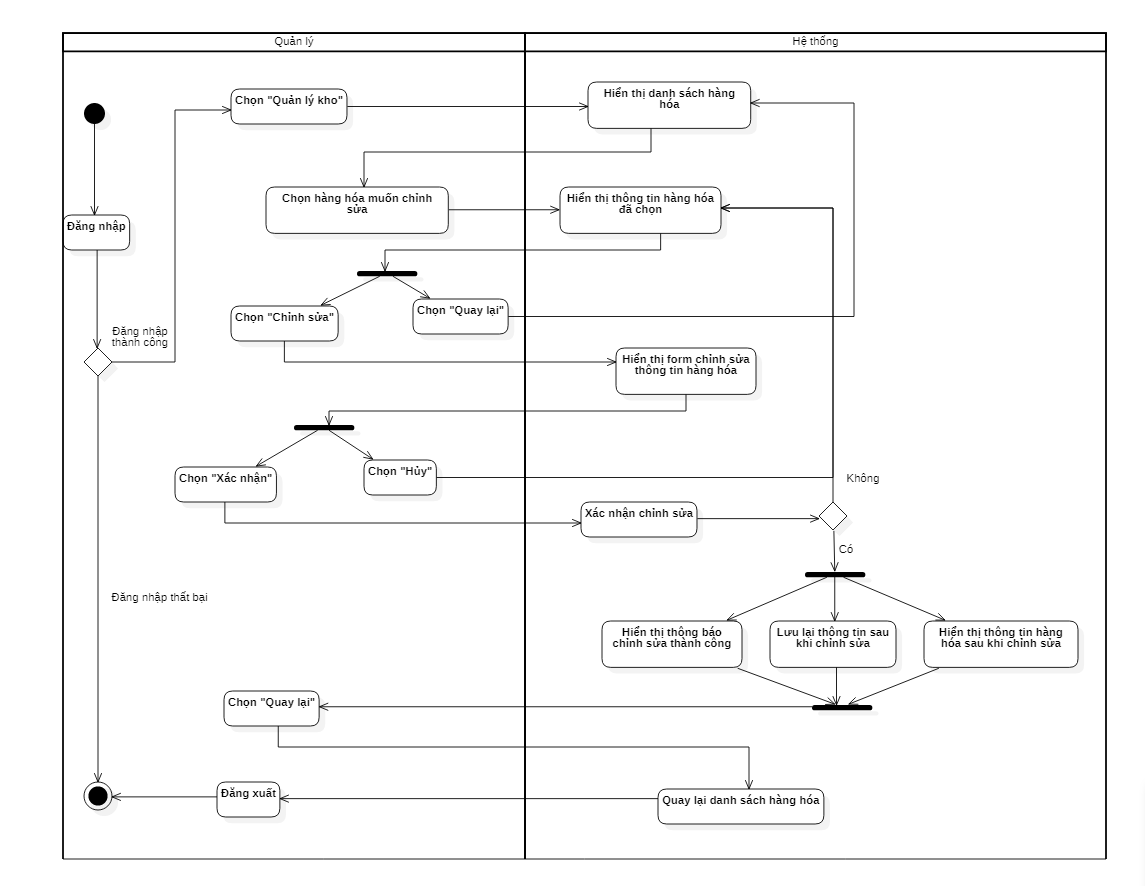 Quản lý
Hệ thống
Chọn "Quản lý kho"
Hiển thị danh sách hàng
hóa
Chọn hàng hóa muốn chỉnh
sửa
Hiển thị thông tin hàng hóa
đã chọn
Đăng nhập
Chọn "Chỉnh sửa"
Chọn "Quay lại"
Đăng nhập
thành công
Hiển thị form chỉnh sửa
thông tin hàng hóa
Chọn "Xác nhận"
Chọn "Hủy"
Không
Xác nhận chỉnh sửa
Có
Đăng nhập thất bại
Hiển thị thông báo
chỉnh sửa thành công
Lưu lại thông tin sau
khi chỉnh sửa
Hiển thị thông tin hàng
hóa sau khi chỉnh sửa
Chọn "Quay lại"
Đăng xuất
Quay lại danh sách hàng hóa